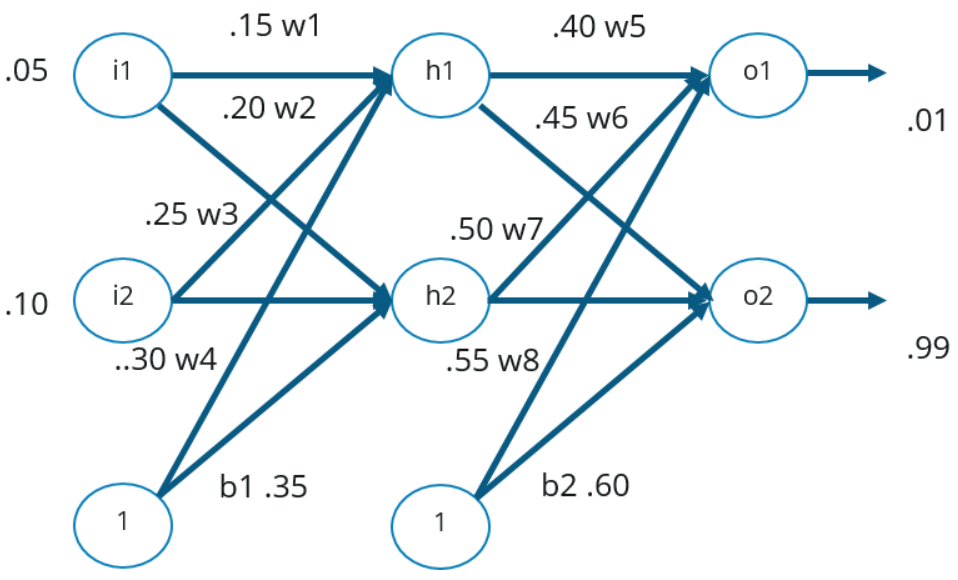 .15 w1
.40 w5
.05
i1
h1
o1
.20 w2
.45 w6
.01
.25 w3
.50 w7
.10
i2
h2
o2
..30 w4
.55 w8
.99
b1 .35
b2 .60
1
1